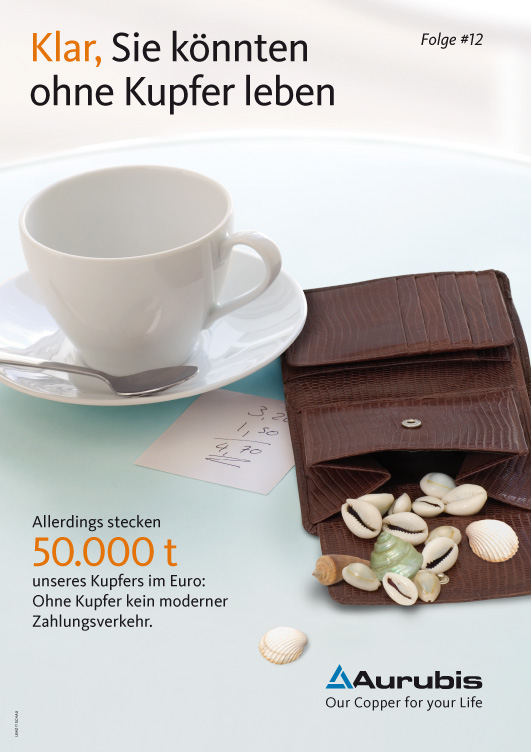 Klar, Sie könnten
ohne Kupfer leben
Folge #12
3,20
1,50
4,70
Allerdings stecken
50.000 t
unseres Kupfers im Euro:
Ohne Kupfer kein moderner
Zahlungsverkehr.
Aurubis
Our Copper for your Life